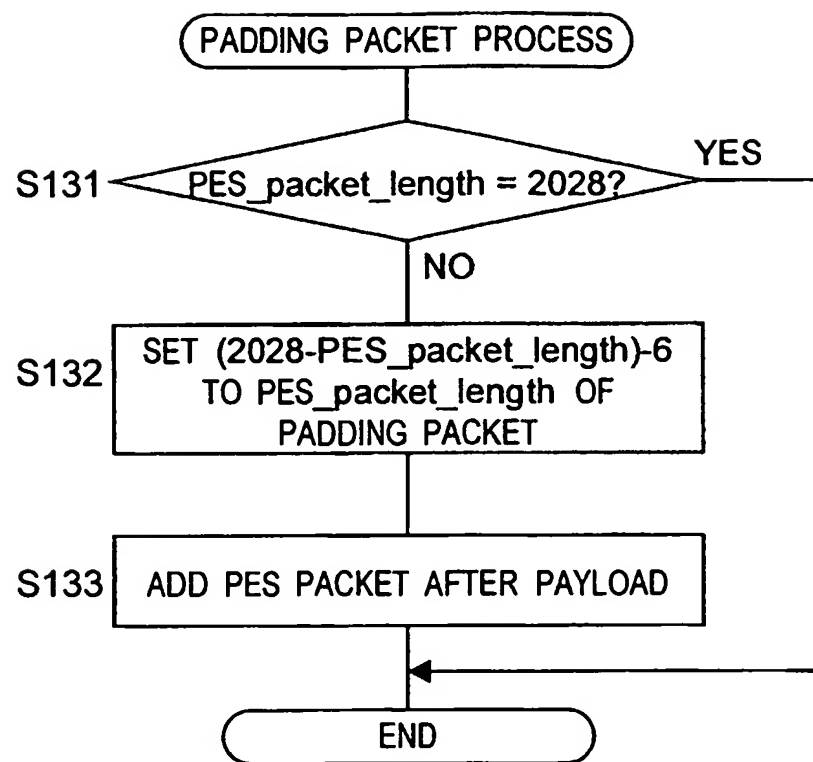 PADDING PACKET PROCESS
S131
PES_packet_length = 2028?
YES
NO
S132
SET (2028-PES_packet_length)-6
TO PES_packet_length OF
PADDING PACKET
S133
ADD PES PACKET AFTER PAYLOAD
END